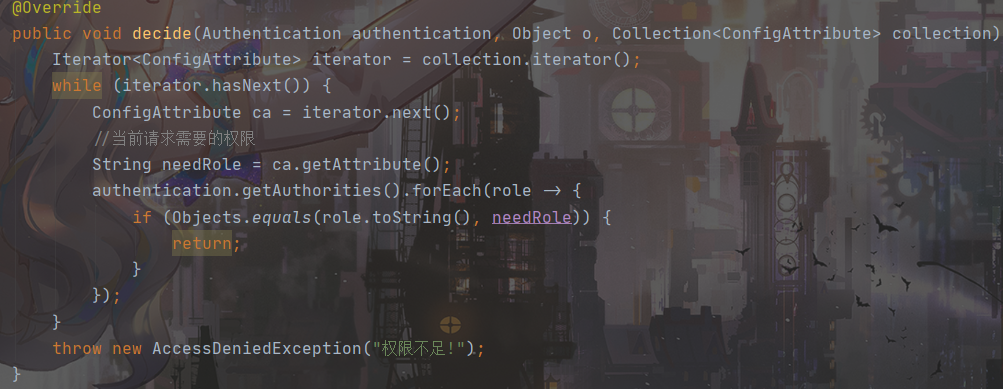 @Override
public void decide(Authentication authentication, Object o, Collection<ConfigAttribute> collection)
Iterator<ConfigAttribute> iterator = collection.iterator();
while (iterator.hasNext()) {
ConfigAttribute ca = iterator.next();
//当前请求需要的权限
String needRole = ca.getAttribute();
authentication.getAuthorities().forEach(role -> {
if (Objects.equals(role.toString(), needRole)) {
return;
}
});
}
throw new AccessDeniedException("权限不足!");
}